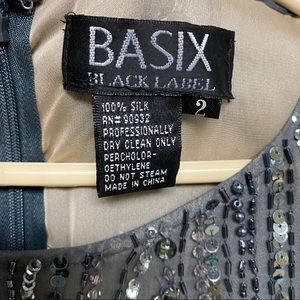 BASIX
BLACK LABEL
2
100% SILK
RN# 90932
PROFESSIONALLY
DRY CLEAN ONLY
PERCHOLOR-
OETHYLENE
DO NOT STEAM
MADE IN CHINA